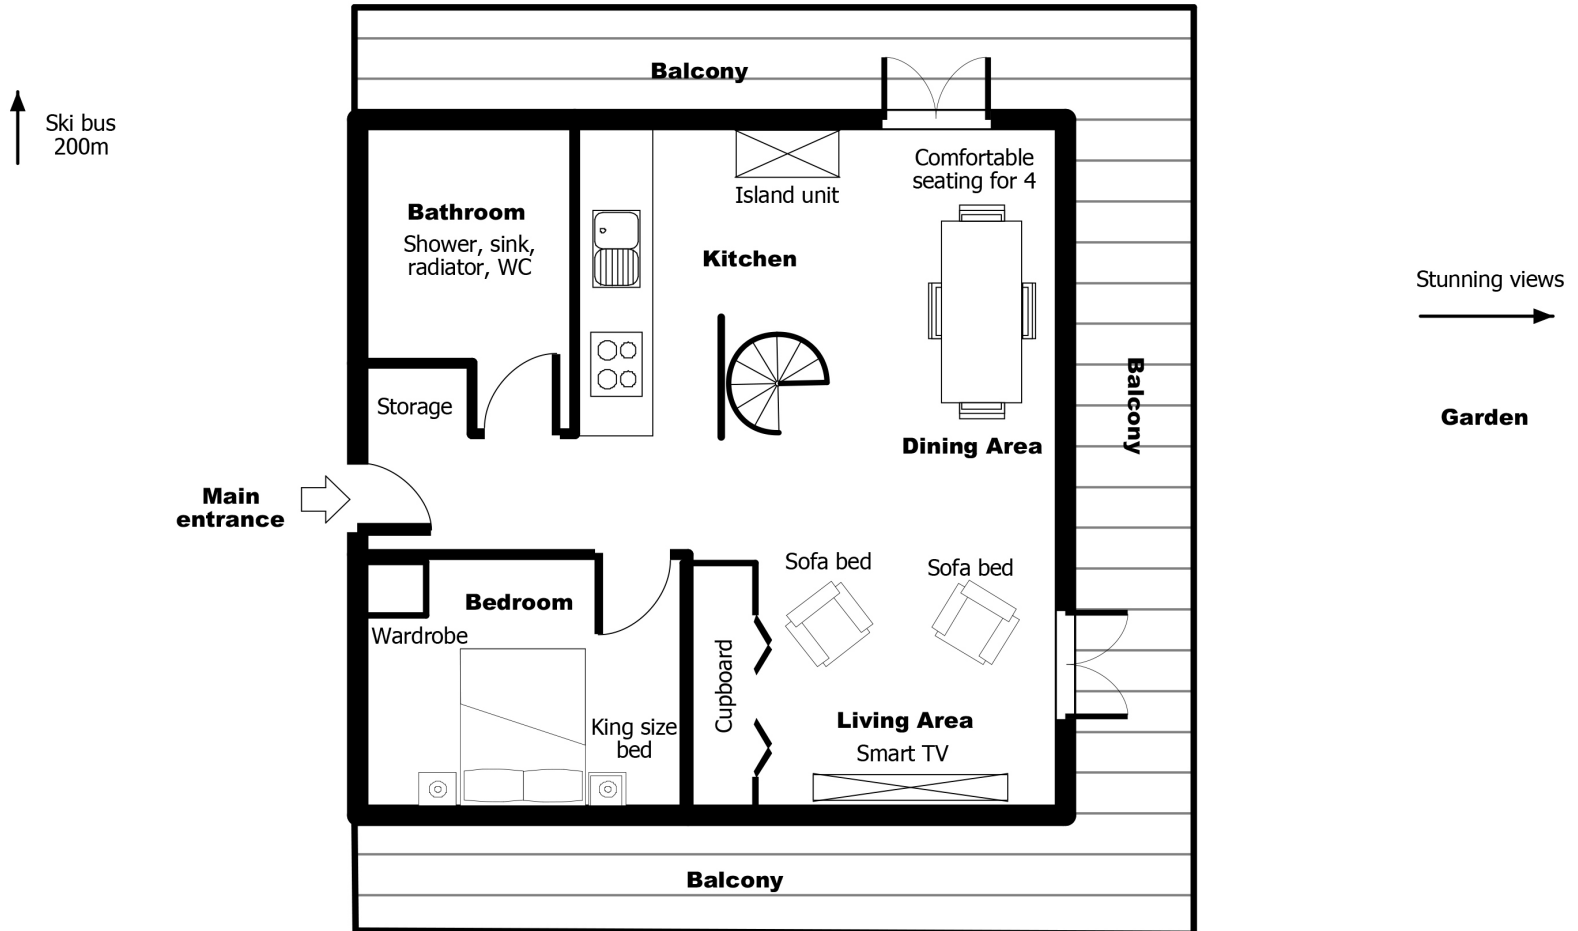 Balcony
Ski bus
200m
Comfortable
seating for 4
Island unit
Bathroom
Shower, sink,
radiator, WC
Kitchen
Stunning views
Storage
Balcony
Garden
Dining Area
Main
entrance
Sofa bed
Sofa bed
Bedroom
Wardrobe
Cupboard
King size
bed
Living Area
Smart TV
Balcony